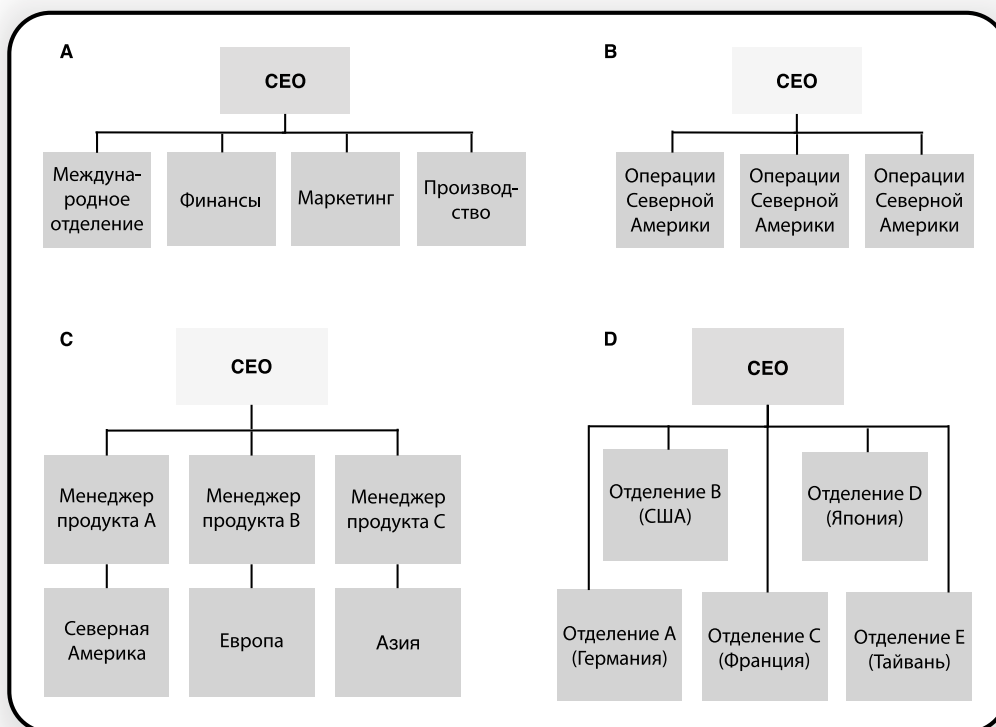 A
CEO
Междуна-
родное
отделение
Финансы
Маркетинг
Производ-
ство
B
CEO
Операции
Северной
Америки
Операции
Северной
Америки
Операции
Северной
Америки
C
CEO
Менеджер
продукта A
Менеджер
продукта B
Менеджер
продукта C
Северная
Америка
Европа
Азия
D
CEO
Отделение B
(США)
Отделение D
(Япония)
Отделение A
(Германия)
Отделение C
(Франция)
Отделение E
(Тайвань)